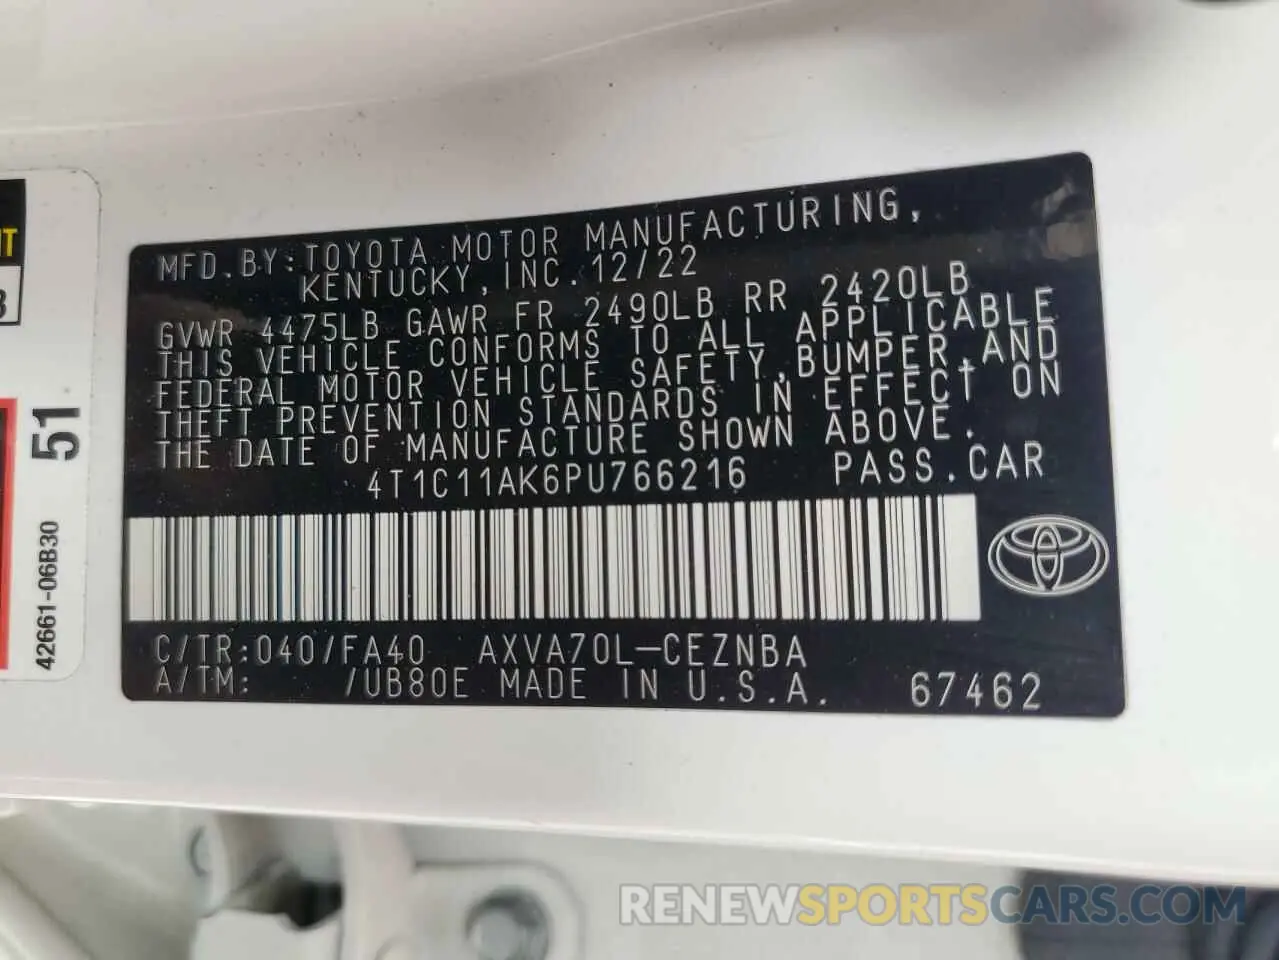 MFD.BY:TOYOTA MOTOR MANUFACTURING,
KENTUCKY, INC. 12/22
GVWR 4475LB GAWR FR 2490LB RR 2420LB
THIS VEHICLE CONFORMS TO ALL APPLICABLE
FEDERAL MOTOR VEHICLE SAFETY,BUMPER,AND
THEFT PREVENTION STANDARDS IN EFFECT ON
THE DATE OF MANUFACTURE SHOWN ABOVE.
4T1C11AK6PU766216 PASS.CAR
C/TR:040/FA40 AXVA70L-CEZNBA
A/TM: /UB80E MADE IN U.S.A. 67462
51
42661-06B30
RENEWSPORTSCARS.COM